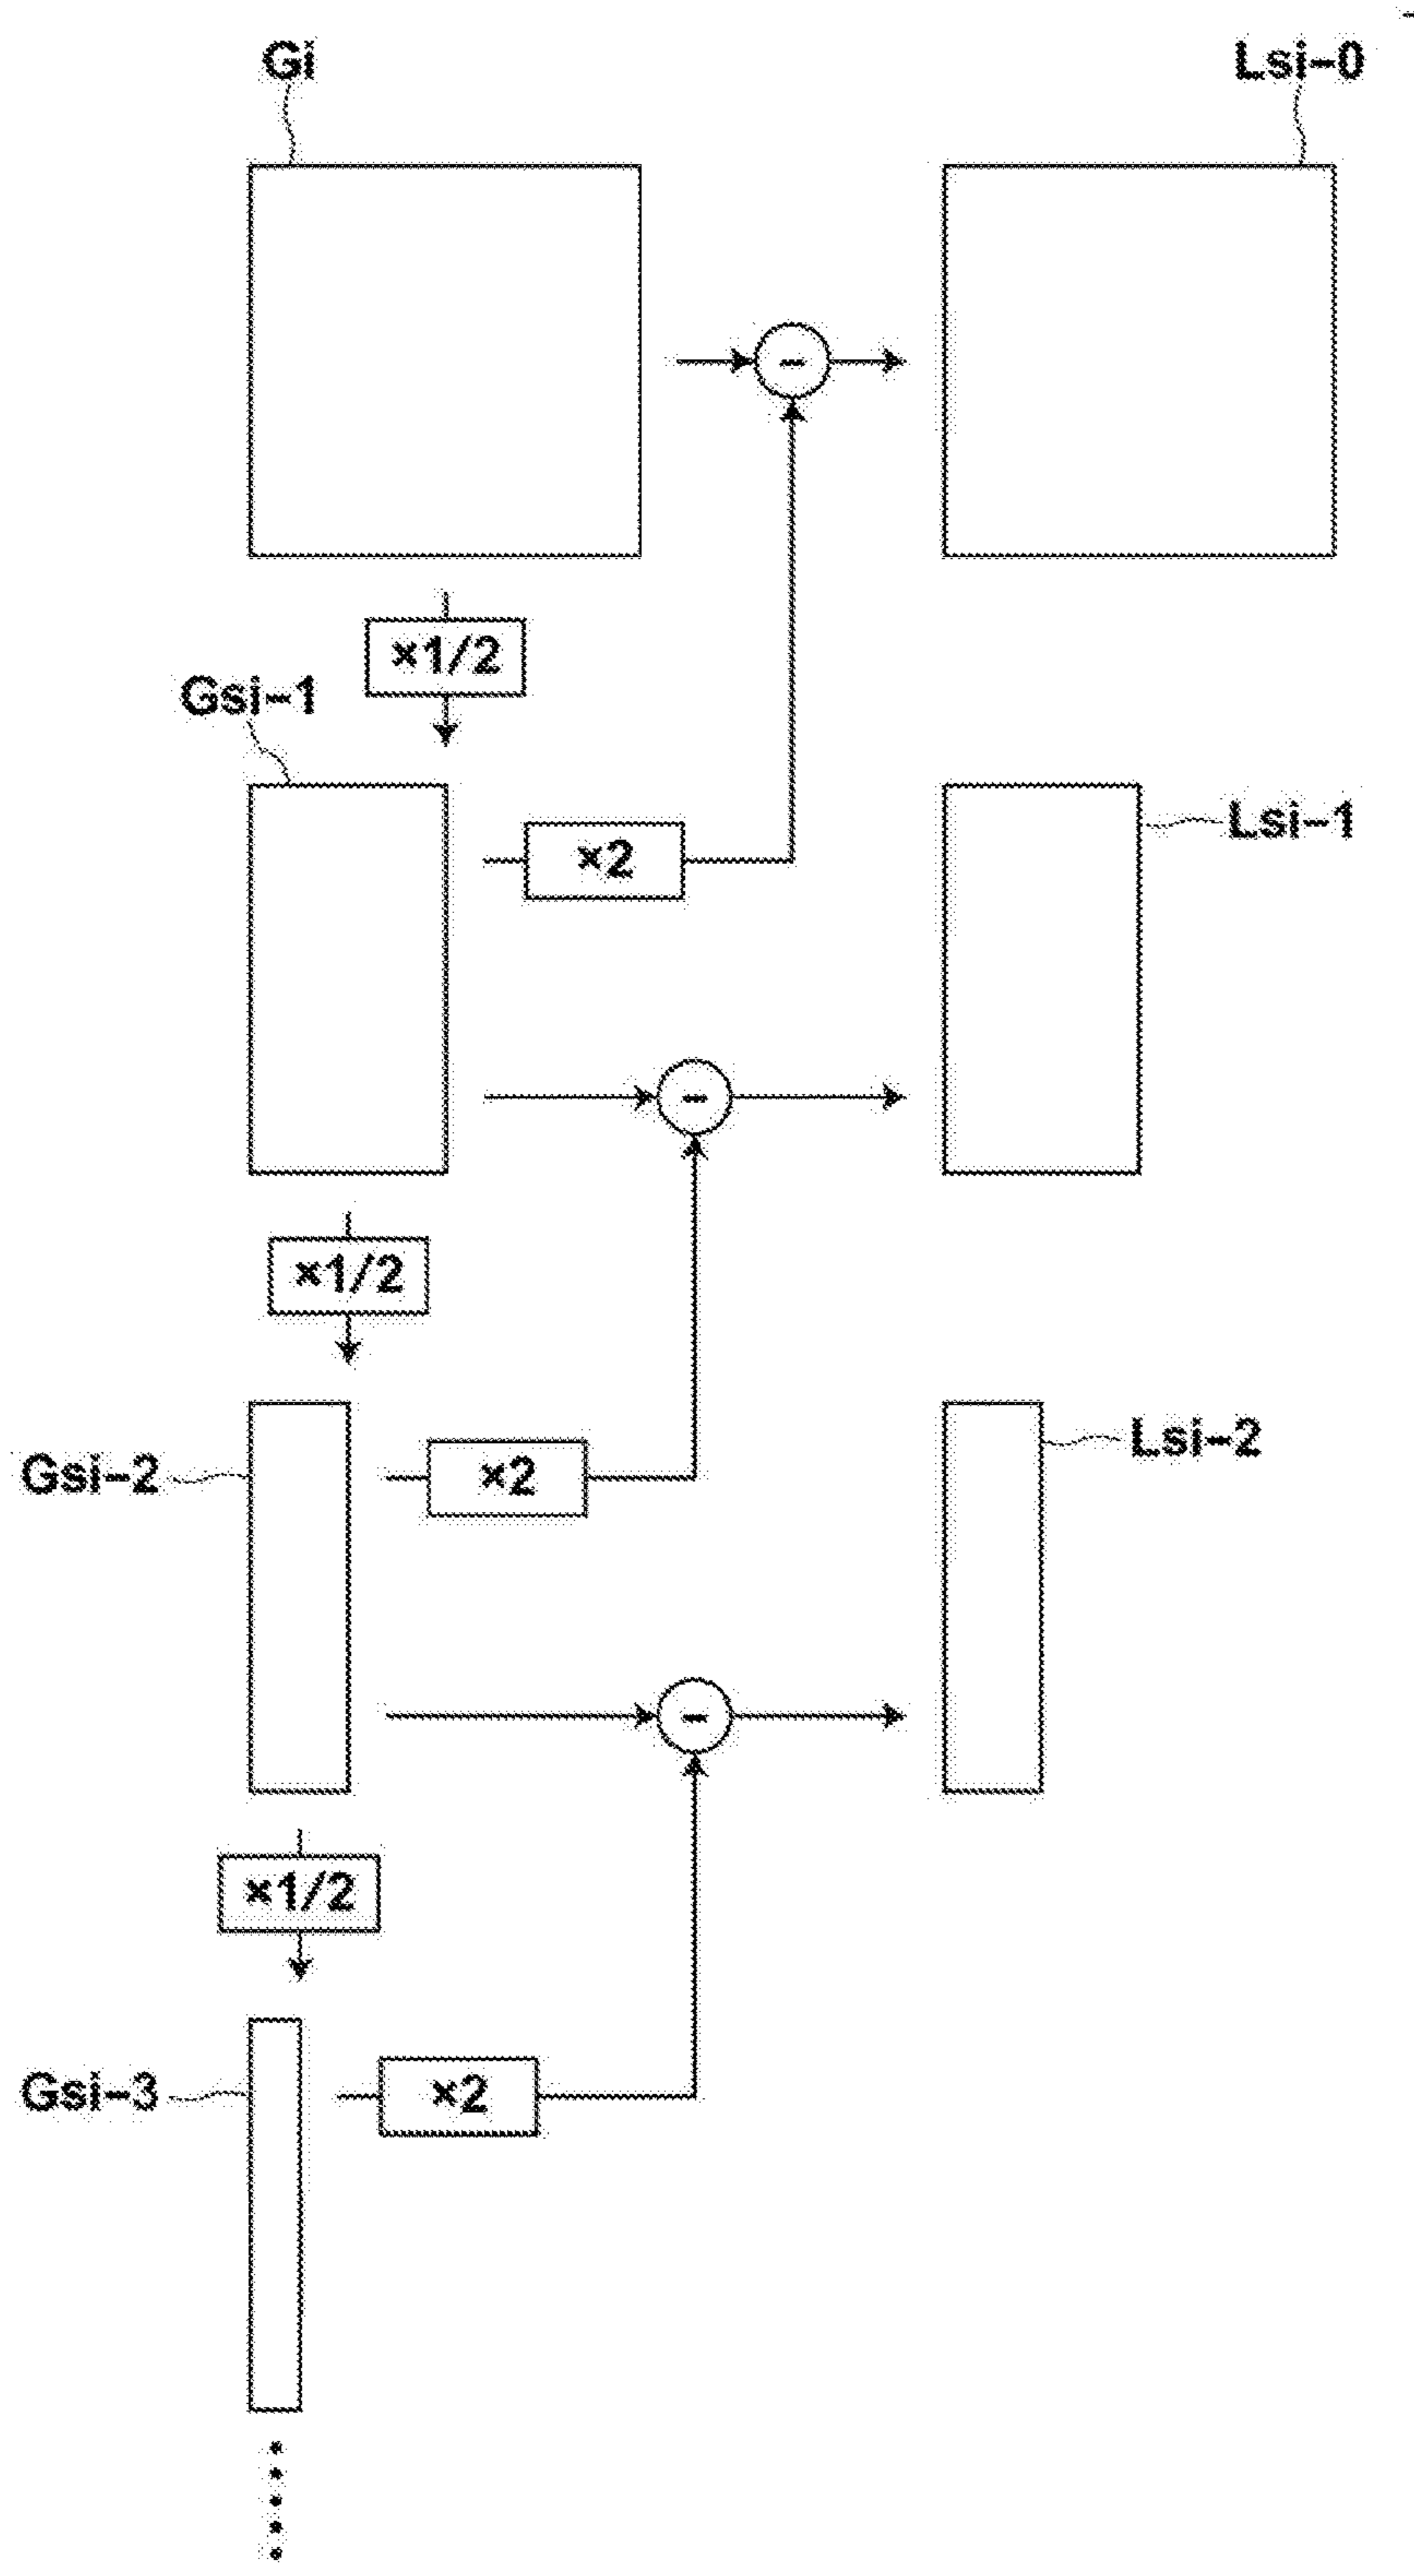 Gi
Lsi-0
-
×1/2
Gsi-1
×2
Lsi-1
-
×1/2
Gsi-2
×2
Lsi-2
-
×1/2
Gsi-3
×2